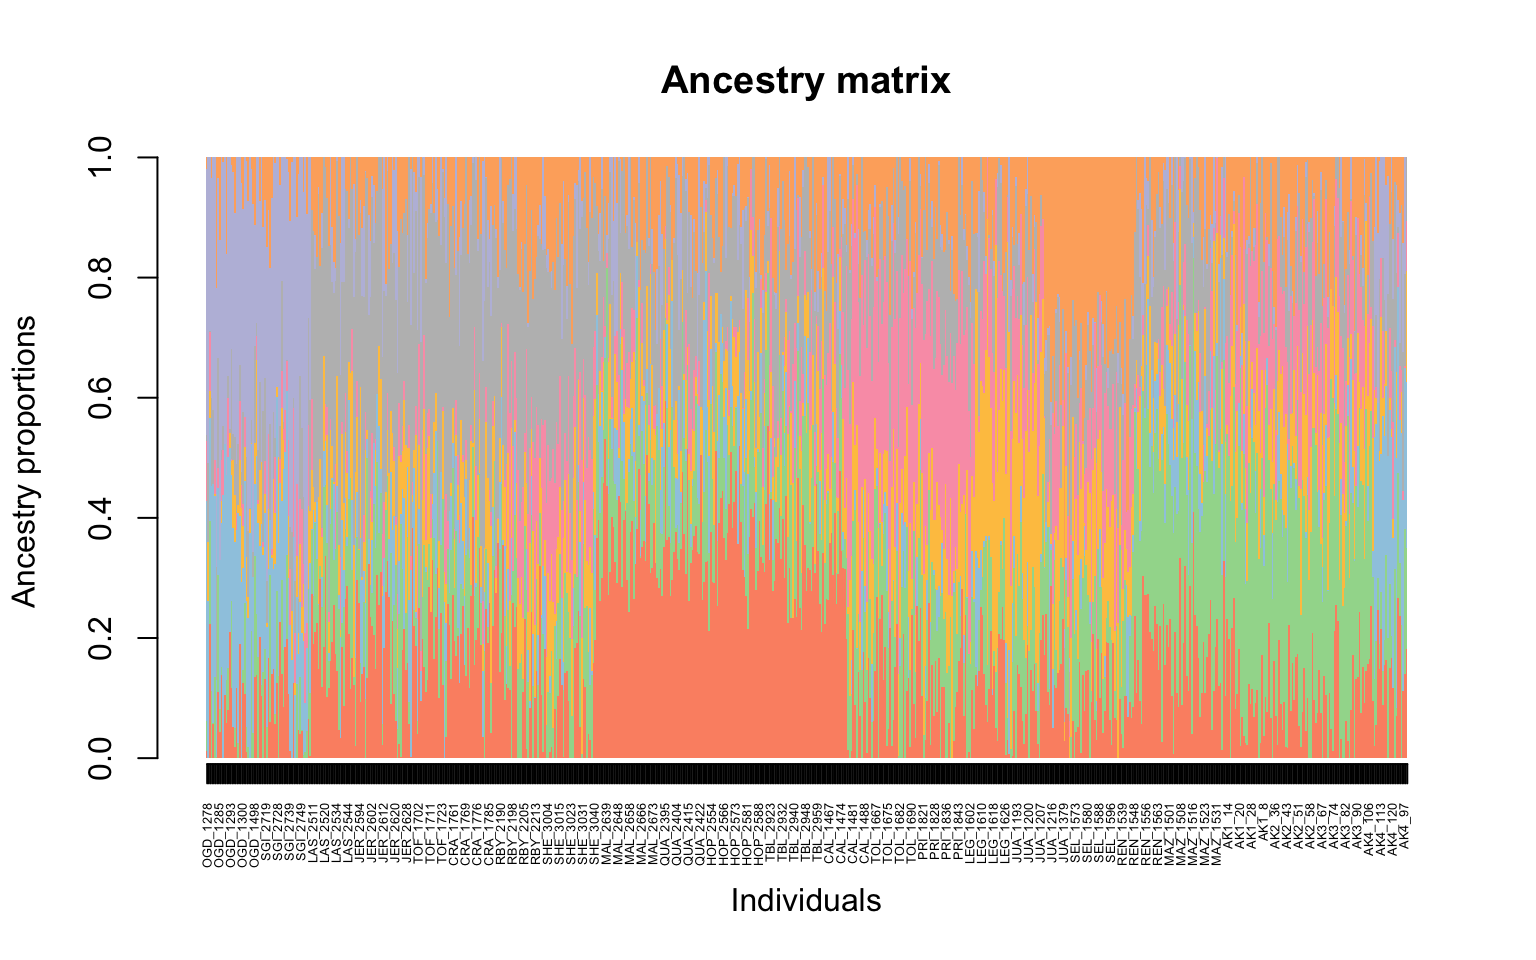 Ancestry matrix
Ancestry proportions
1.0
0.8
0.6
0.4
0.2
0.0
OGD_1278
OGD_1285
OGD_1293
OGD_1300
OGD_1498
SGI_2719
SGI_2728
SGI_2739
SGI_2749
LAS_2511
LAS_2520
LAS_2534
LAS_2544
JER_2594
JER_2602
JER_2612
JER_2620
JER_2628
TOF_1702
TOF_1711
TOF_1723
CRA_1761
CRA_1769
CRA_1776
CRA_1785
RBY_2190
RBY_2198
RBY_2205
RBY_2213
SHE_3004
SHE_3015
SHE_3023
SHE_3031
SHE_3040
MAL_2639
MAL_2648
MAL_2658
MAL_2666
MAL_2673
QUA_2395
QUA_2404
QUA_2415
QUA_2422
HOP_2554
HOP_2566
HOP_2573
HOP_2581
HOP_2588
TBL_2923
TBL_2932
TBL_2940
TBL_2948
TBL_2959
CAL_1467
CAL_1474
CAL_1481
CAL_1488
TOL_1667
TOL_1675
TOL_1682
TOL_1690
PRI_821
PRI_828
PRI_836
PRI_843
LEG_1602
LEG_1610
LEG_1618
LEG_1626
JUA_1193
JUA_1200
JUA_1207
JUA_1216
JUA_1379
SEL_1573
SEL_1580
SEL_1588
SEL_1596
REN_1539
REN_1548
REN_1556
REN_1563
MAZ_1501
MAZ_1508
MAZ_1516
MAZ_1523
MAZ_1531
AK1_14
AK1_20
AK1_28
AK1_8
AK2_36
AK2_43
AK2_51
AK2_58
AK3_67
AK3_74
AK3_82
AK3_90
AK4_106
AK4_113
AK4_120
AK4_97
Individuals